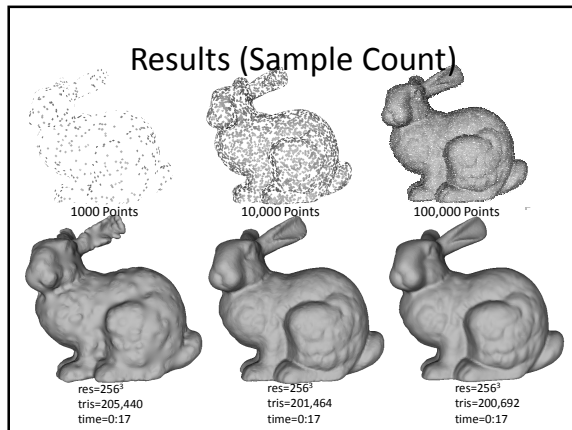 Results (Sample Count)
1000 Points
10,000 Points
100,000 Points
res=256³
tris=205,440
time=0:17
res=256³
tris=201,464
time=0:17
res=256³
tris=200,692
time=0:17